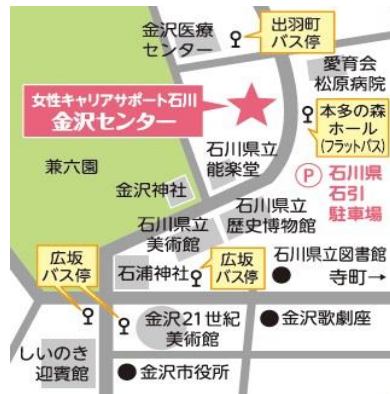 金沢医療
センター
出羽町
バス停
愛育会
松原病院
女性キャリアサポート石川
金沢センター
本多の森
ホール
(フラットバス)
兼六園
石川県立
能楽堂
P
石川県
石引
駐車場
金沢神社
石川県立
美術館
石川県立
歴史博物館
広坂
バス停
石浦神社
広坂
バス停
石川県立図書館
寺町→
金沢21世紀
美術館
金沢歌劇座
しいのき
迎賓館
金沢市役所